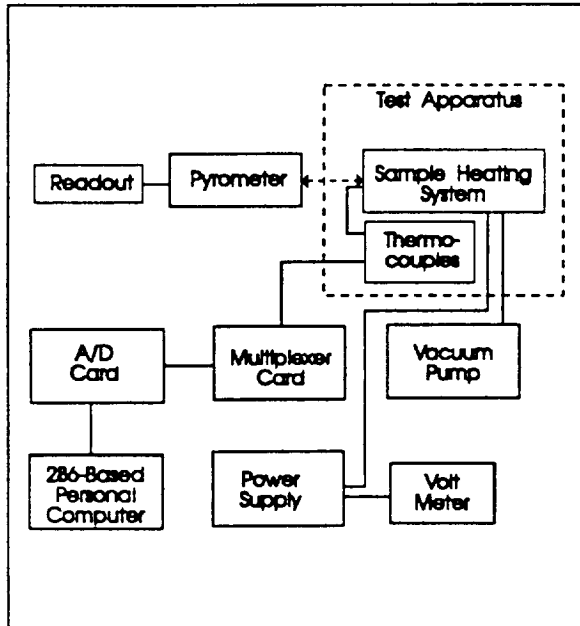 Test Apparatus
Readout
Pyrometer
Sample Heating
System
Thermo-
couples
A/D
Card
Multiplexer
Card
Vacuum
Pump
286-Based
Personal
Computer
Power
Supply
Volt
Meter